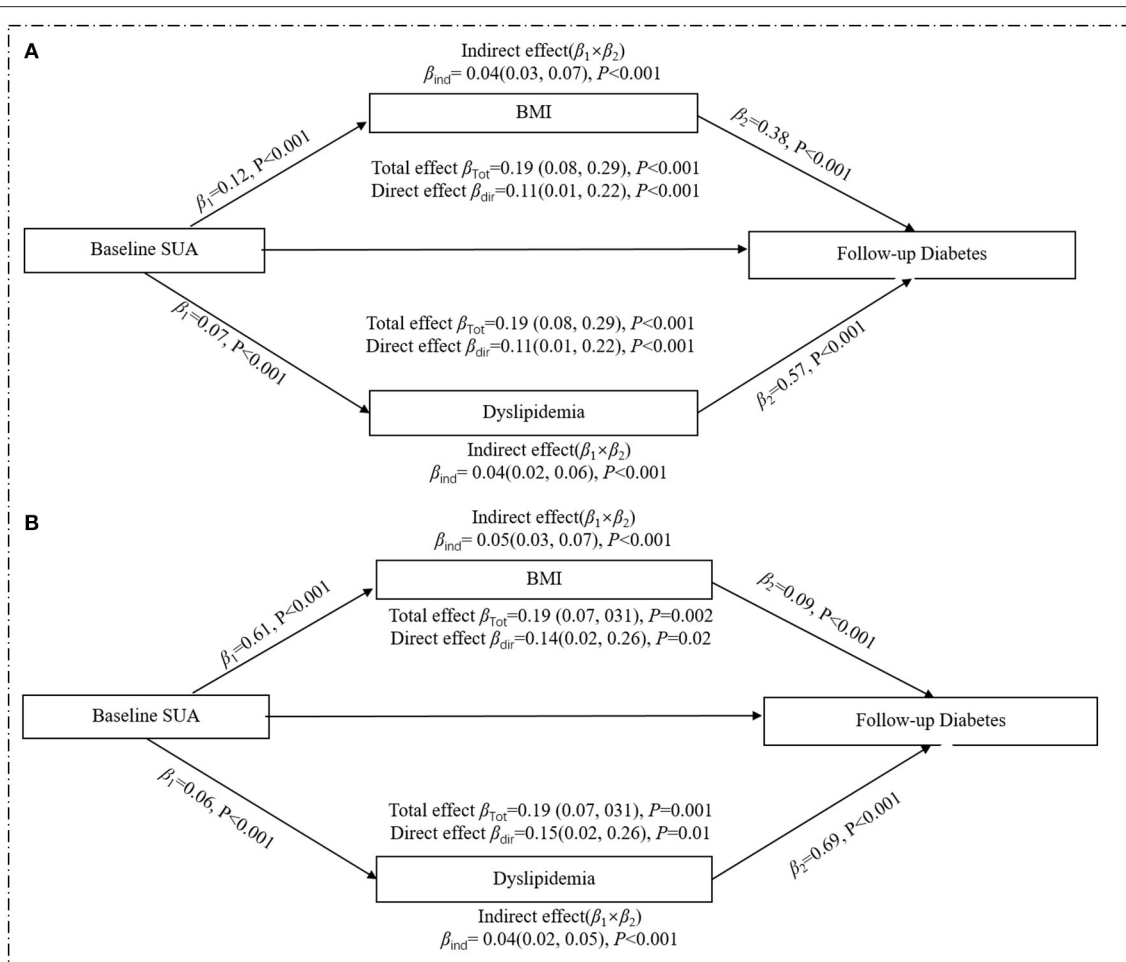 A
Indirect effect(β₁×β₂)
βind= 0.04(0.03, 0.07), P<0.001
BMI
β₁=0.12, P<0.001
β₂=0.38, P<0.001
Total effect βTot=0.19 (0.08, 0.29), P<0.001
Direct effect βdir=0.11(0.01, 0.22), P<0.001
Baseline SUA
Follow-up Diabetes
β₁=0.07, P<0.001
Total effect βTot=0.19 (0.08, 0.29), P<0.001
Direct effect βdir=0.11(0.01, 0.22), P<0.001
β₂=0.57, P<0.001
Dyslipidemia
Indirect effect(β₁×β₂)
βind= 0.04(0.02, 0.06), P<0.001
B
Indirect effect(β₁×β₂)
βind= 0.05(0.03, 0.07), P<0.001
BMI
β₁=0.61, P<0.001
β₂=0.09, P<0.001
Total effect βTot=0.19 (0.07, 031), P=0.002
Direct effect βdir=0.14(0.02, 0.26), P=0.02
Baseline SUA
Follow-up Diabetes
β₁=0.06, P<0.001
Total effect βTot=0.19 (0.07, 031), P=0.001
Direct effect βdir=0.15(0.02, 0.26), P=0.01
β₂=0.69, P<0.001
Dyslipidemia
Indirect effect(β₁×β₂)
βind= 0.04(0.02, 0.05), P<0.001